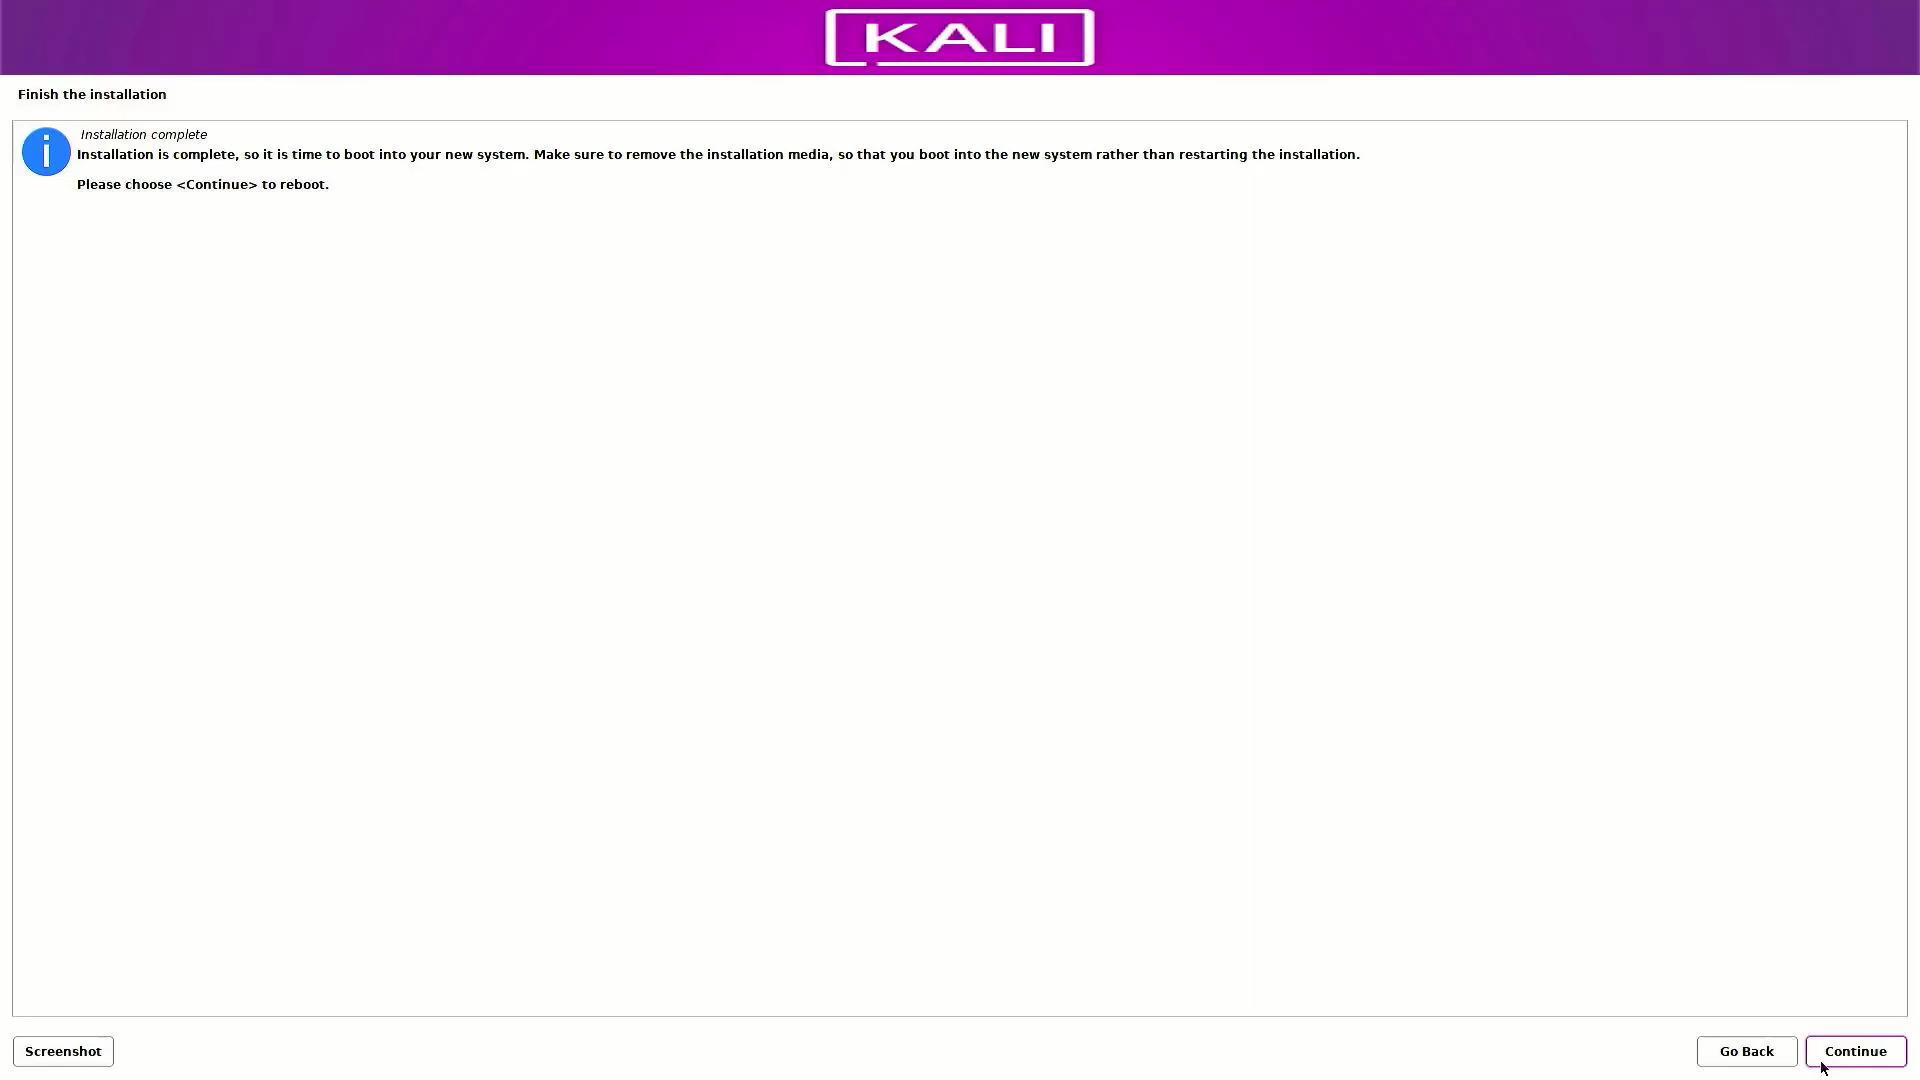 KALI
Finish the installation
Installation complete
Installation is complete, so it is time to boot into your new system. Make sure to remove the installation media, so that you boot into the new system rather than restarting the installation.
Please choose <Continue> to reboot.
Screenshot
Go Back
Continue